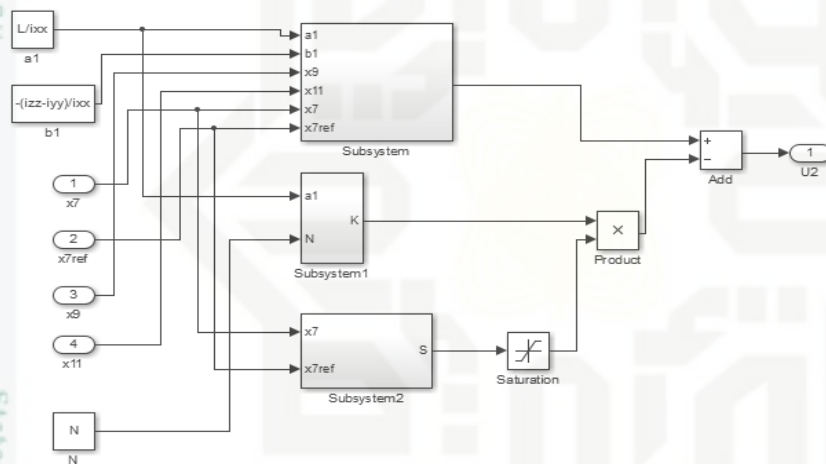 L/ixx
a1
-(izz-iyy)/ixx
b1
1
x7
2
x7ref
3
x9
4
x11
N
N
a1
b1
x9
x11
x7
x7ref
Subsystem
a1
N
K
Subsystem1
x7
x7ref
S
Subsystem2
Saturation
×
Product
+
−
Add
1
U2